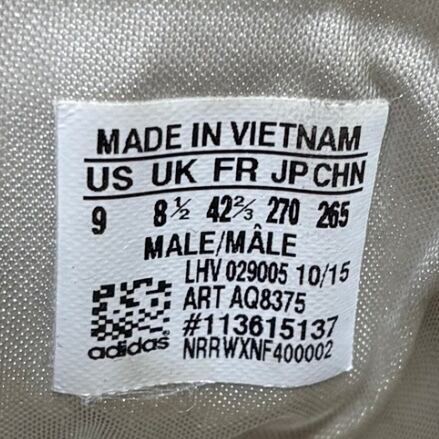 MADE IN VIETNAM
US UK FR JP CHN
9 8½ 42⅔ 270 265
MALE/MÂLE
LHV 029005 10/15
ART AQ8375
#113615137
adidas NRRWXNF400002